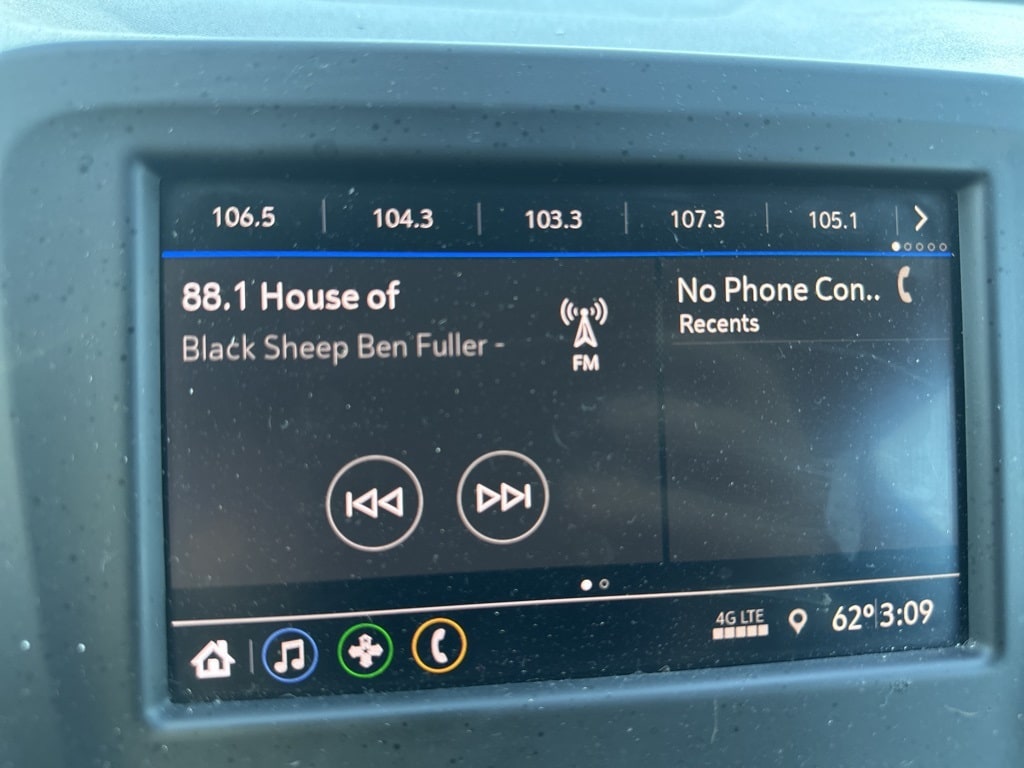 106.5 104.3 103.3 107.3 105.1
88.1 House of
Black Sheep Ben Fuller -
FM
No Phone Con..
Recents
4G LTE
62° 3:09